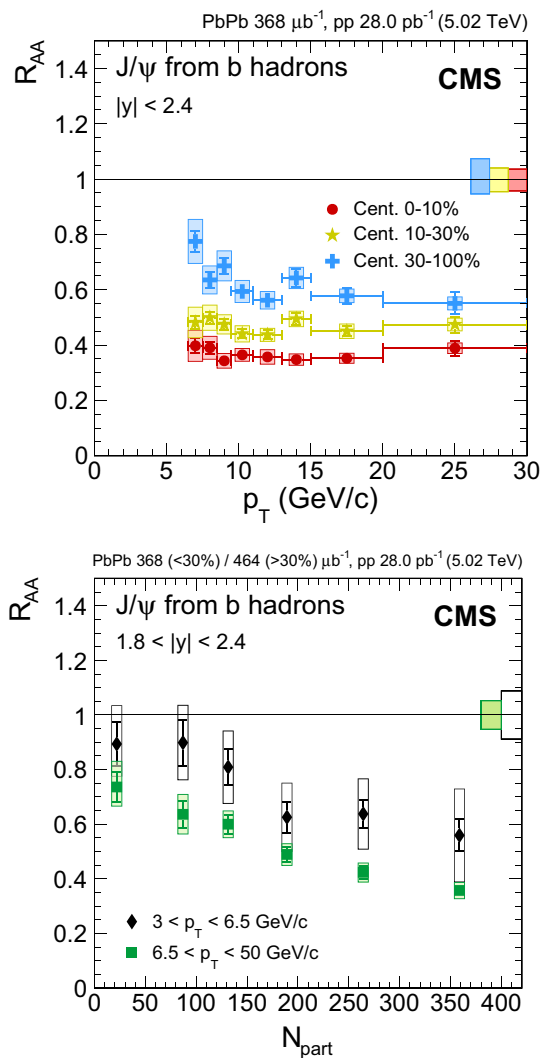 PbPb 368 μb⁻¹, pp 28.0 pb⁻¹ (5.02 TeV)
R_AA
J/ψ from b hadrons
CMS
|y| < 2.4
Cent. 0-10%
Cent. 10-30%
Cent. 30-100%
1.4
1.2
1
0.8
0.6
0.4
0.2
0
0 5 10 15 20 25 30
p_T (GeV/c)
PbPb 368 (<30%) / 464 (>30%) μb⁻¹, pp 28.0 pb⁻¹ (5.02 TeV)
R_AA
J/ψ from b hadrons
CMS
1.8 < |y| < 2.4
1.4
1.2
1
0.8
0.6
0.4
0.2
0
3 < p_T < 6.5 GeV/c
6.5 < p_T < 50 GeV/c
0 50 100 150 200 250 300 350 400
N_part